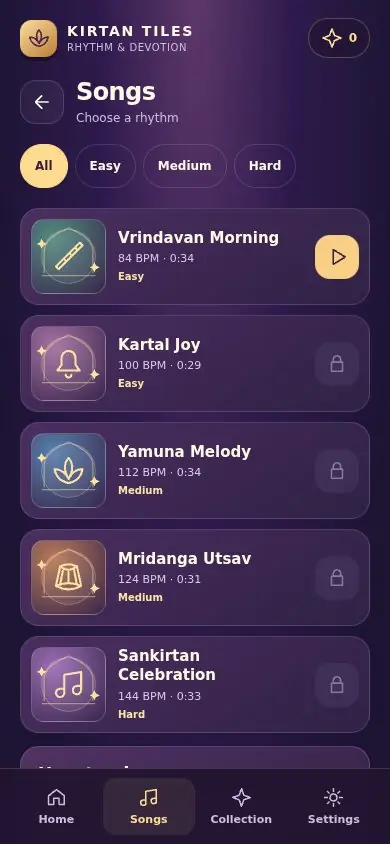 KIRTAN TILES
RHYTHM & DEVOTION
0
Songs
Choose a rhythm
All
Easy
Medium
Hard
Vrindavan Morning
84 BPM · 0:34
Easy
Kartal Joy
100 BPM · 0:29
Easy
Yamuna Melody
112 BPM · 0:34
Medium
Mridanga Utsav
124 BPM · 0:31
Medium
Sankirtan
Celebration
144 BPM · 0:33
Hard
Home
Songs
Collection
Settings